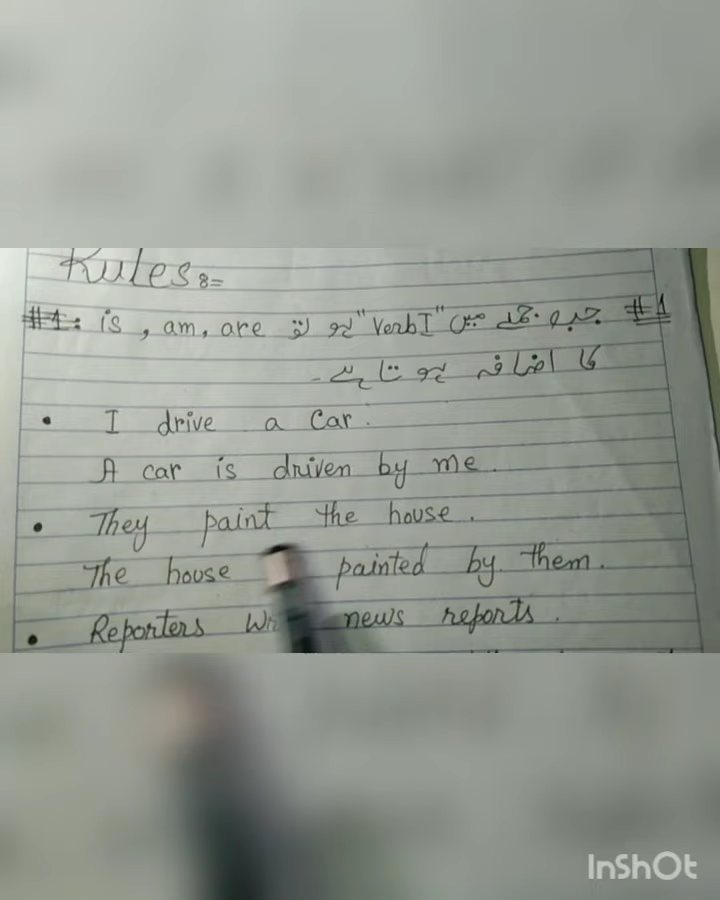 Rules:=
#1 جب جملے میں "Verb I" ہو تو is, am, are #1:
کا اضافہ ہوتا ہے۔
• I drive a Car.
A car is driven by me.
• They paint the house.
The house painted by them.
• Reporters news reports.
InShOt